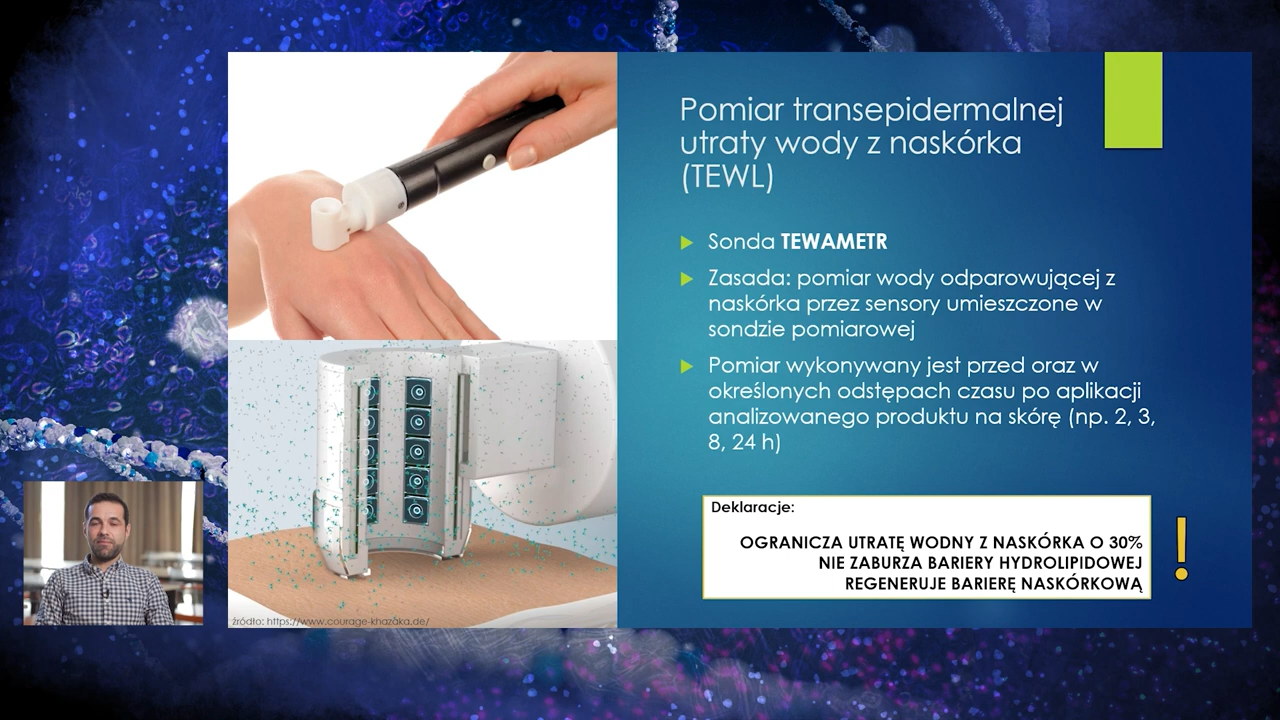 Pomiar transepidermalnej
utraty wody z naskórka
(TEWL)
Sonda TEWAMETR
Zasada: pomiar wody odparowującej z
naskórka przez sensory umieszczone w
sondzie pomiarowej
Pomiar wykonywany jest przed oraz w
określonych odstępach czasu po aplikacji
analizowanego produktu na skórę (np. 2, 3,
8, 24 h)
Deklaracje:
OGRANICZA UTRATĘ WODNY Z NASKÓRKA O 30%
NIE ZABURZA BARIERY HYDROLIPIDOWEJ
REGENERUJE BARIERĘ NASKÓRKOWĄ
!
źródło: https://www.courage-khazaka.de/